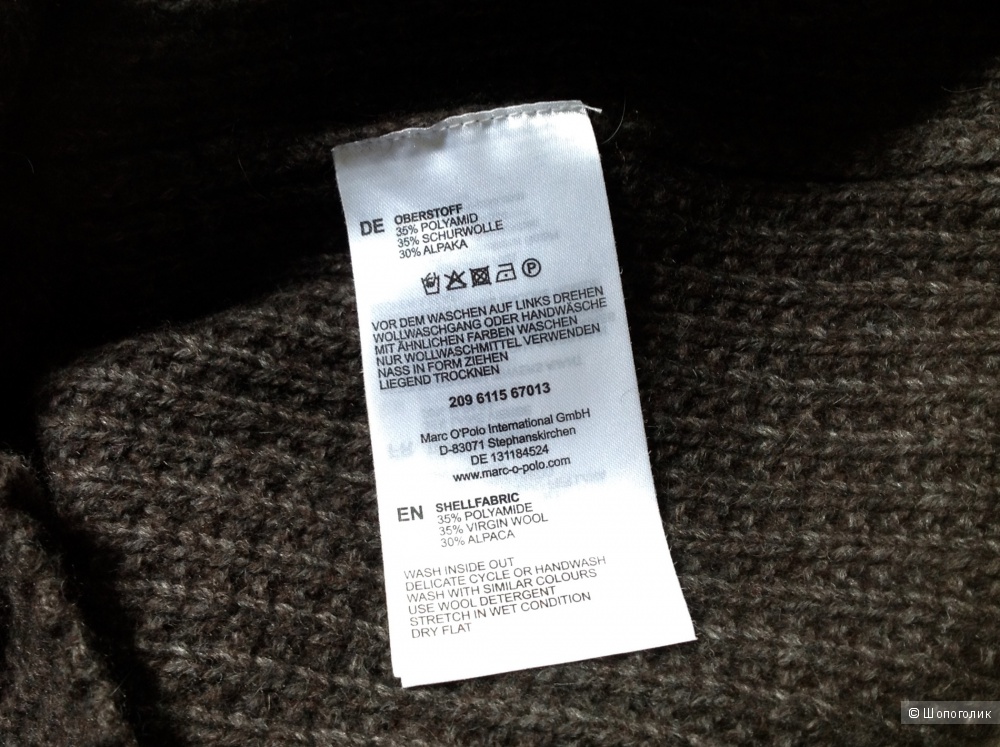 DE OBERSTOFF
35% POLYAMID
35% SCHURWOLLE
30% ALPAKA
P
VOR DEM WASCHEN AUF LINKS DREHEN
WOLLWASCHGANG ODER HANDWÄSCHE
MIT ÄHNLICHEN FARBEN WASCHEN
NUR WOLLWASCHMITTEL VERWENDEN
NASS IN FORM ZIEHEN
LIEGEND TROCKNEN
209 6115 67013
Marc O'Polo International GmbH
D-83071 Stephanskirchen
DE 131184524
www.marc-o-polo.com
EN SHELLFABRIC
35% POLYAMIDE
35% VIRGIN WOOL
30% ALPACA
WASH INSIDE OUT
DELICATE CYCLE OR HANDWASH
WASH WITH SIMILAR COLOURS
USE WOOL DETERGENT
STRETCH IN WET CONDITION
DRY FLAT
© Шопоголик